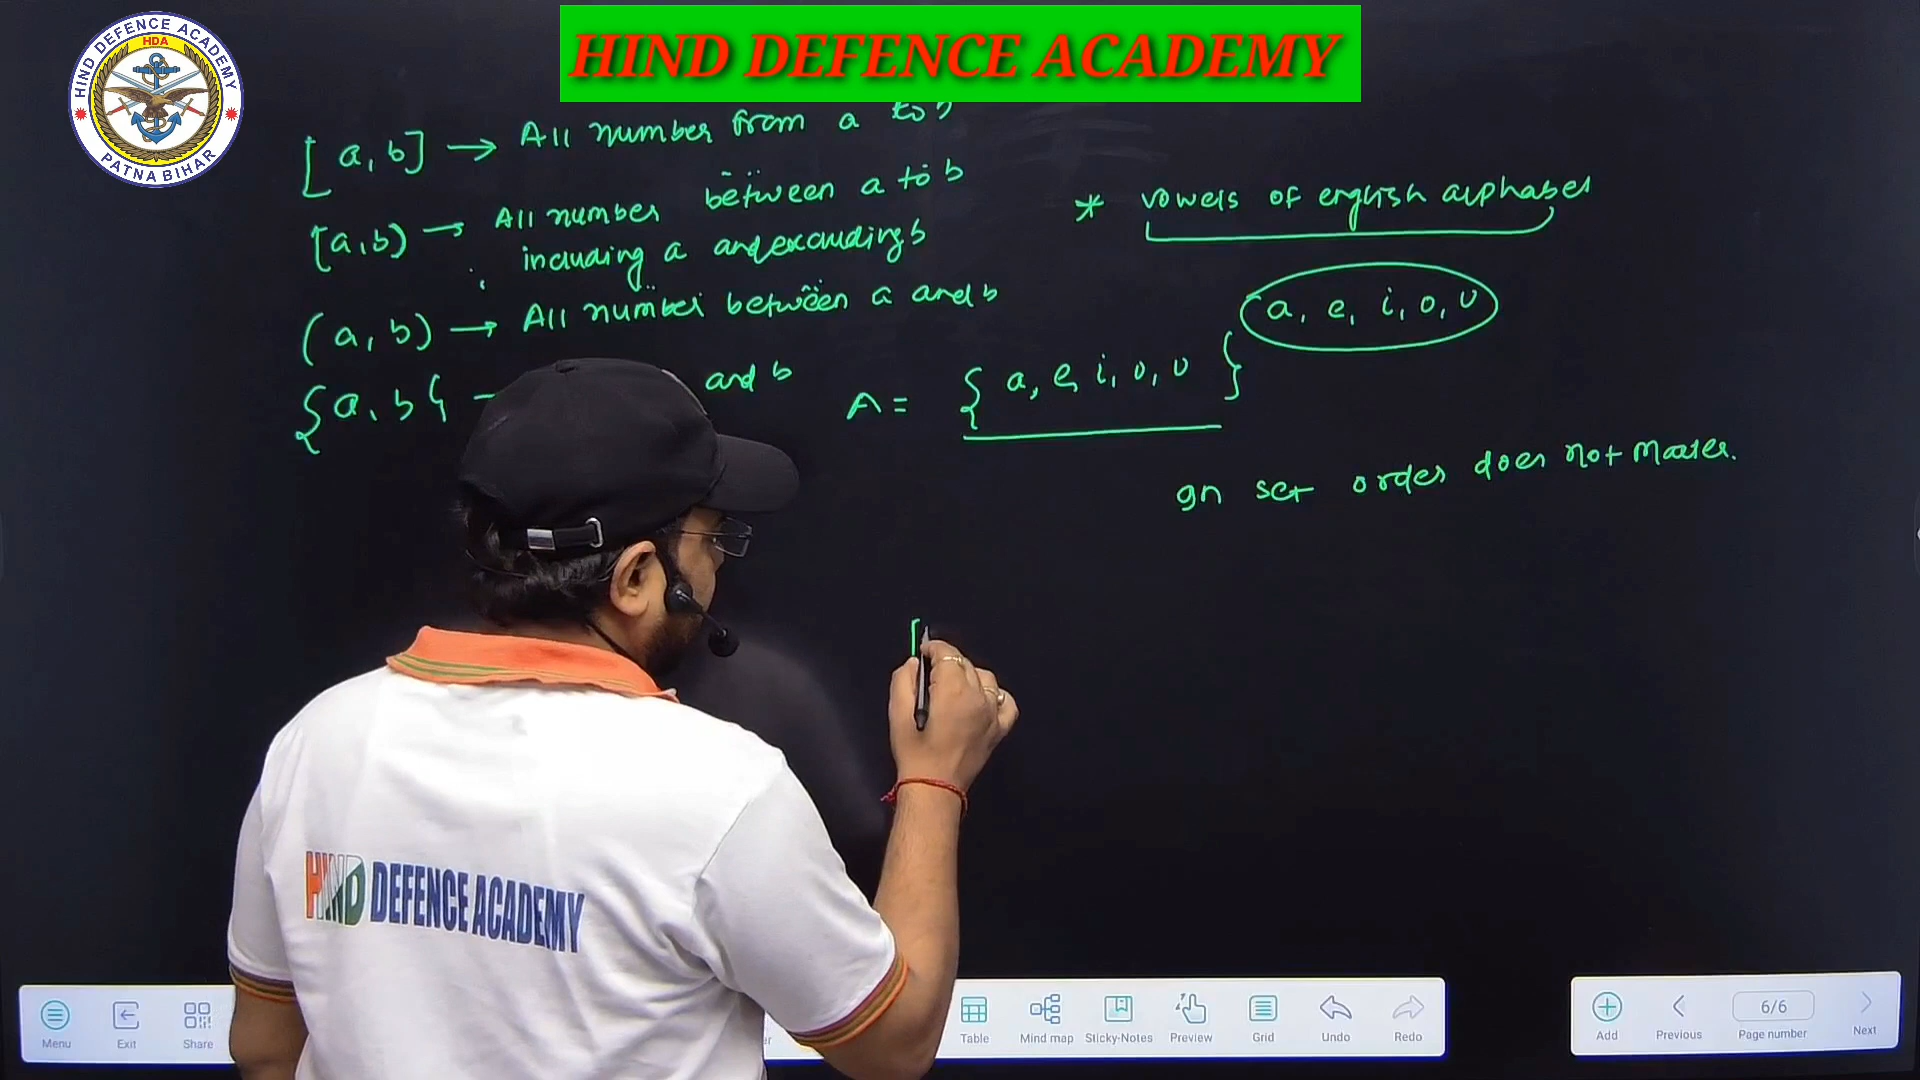 HIND DEFENCE ACADEMY
HIND DEFENCE ACADEMY
HDA
PATNA BIHAR
[a, b] → All number from a to b
[a, b) → All number between a to b
including a and excluding b
(a, b) → All number between a and b
{a, b} → and b
* vowels of english alphabet
a, e, i, o, u
A = { a, e, i, o, u }
In set order does not matter.
HIND DEFENCE ACADEMY
Menu
Exit
Share
Table
Mind map
Sticky-Notes
Preview
Grid
Undo
Redo
Add
Previous
6/6
Page number
Next